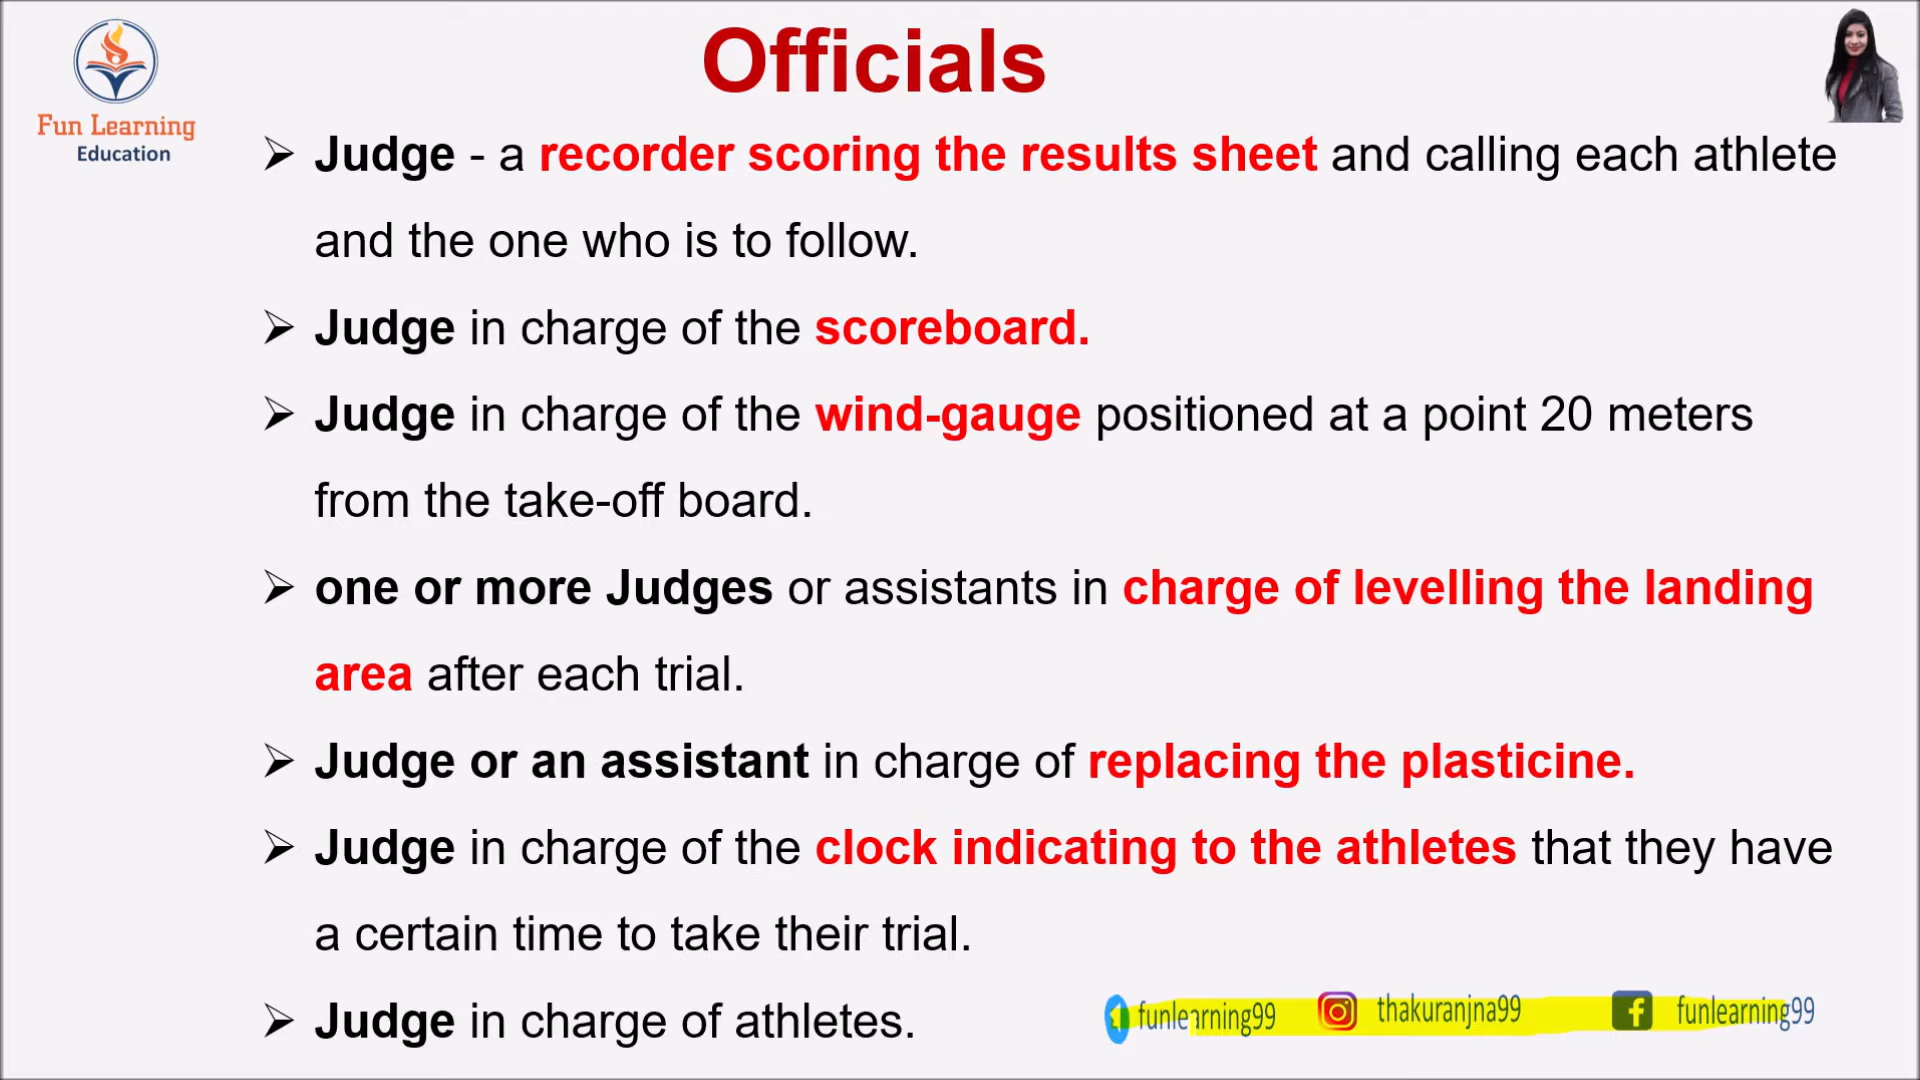 Officials
Fun Learning
Education
➢ Judge - a recorder scoring the results sheet and calling each athlete
and the one who is to follow.
➢ Judge in charge of the scoreboard.
➢ Judge in charge of the wind-gauge positioned at a point 20 meters
from the take-off board.
➢ one or more Judges or assistants in charge of levelling the landing
area after each trial.
➢ Judge or an assistant in charge of replacing the plasticine.
➢ Judge in charge of the clock indicating to the athletes that they have
a certain time to take their trial.
➢ Judge in charge of athletes.
funlearning99 thakuranjna99 funlearning99